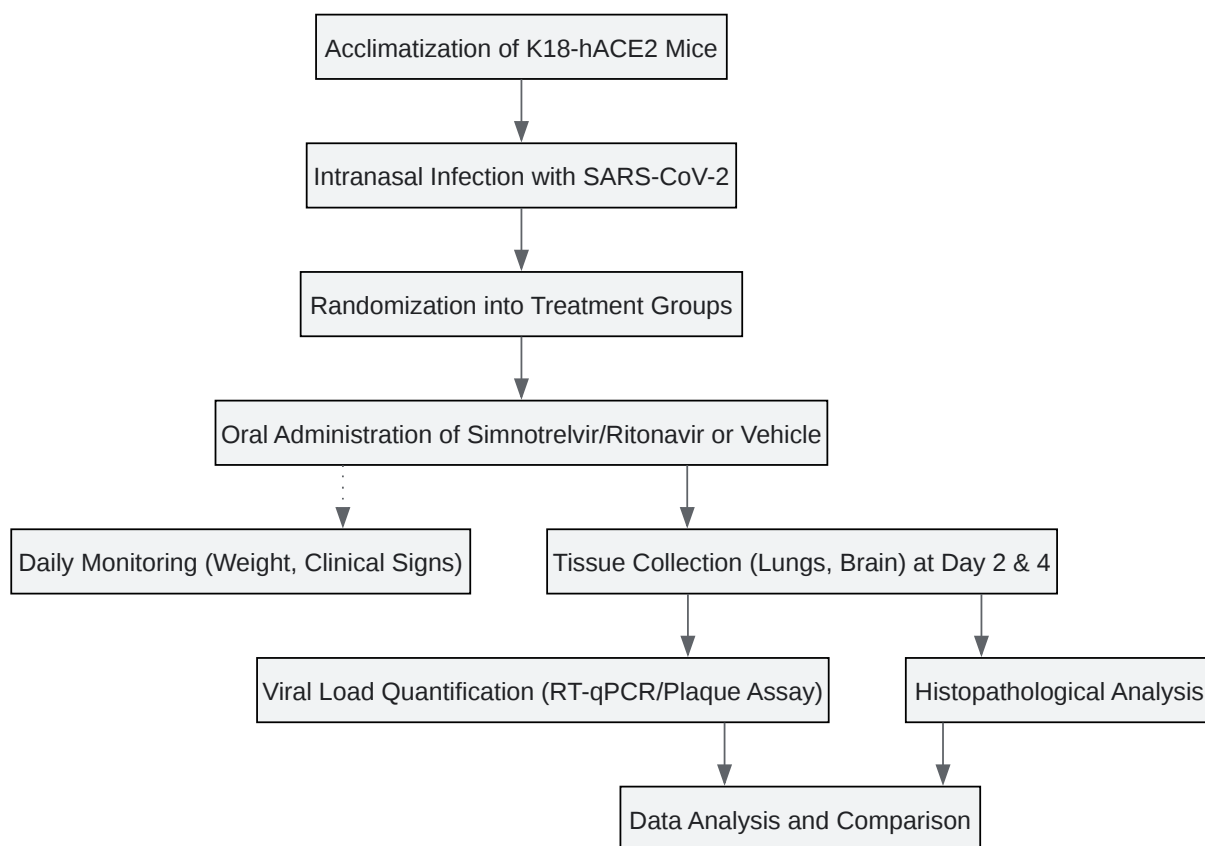 Acclimatization of K18-hACE2 Mice
Intranasal Infection with SARS-CoV-2
Randomization into Treatment Groups
Oral Administration of Simnotrelvir/Ritonavir or Vehicle
Daily Monitoring (Weight, Clinical Signs)
Tissue Collection (Lungs, Brain) at Day 2 & 4
Viral Load Quantification (RT-qPCR/Plaque Assay)
Histopathological Analysis
Data Analysis and Comparison